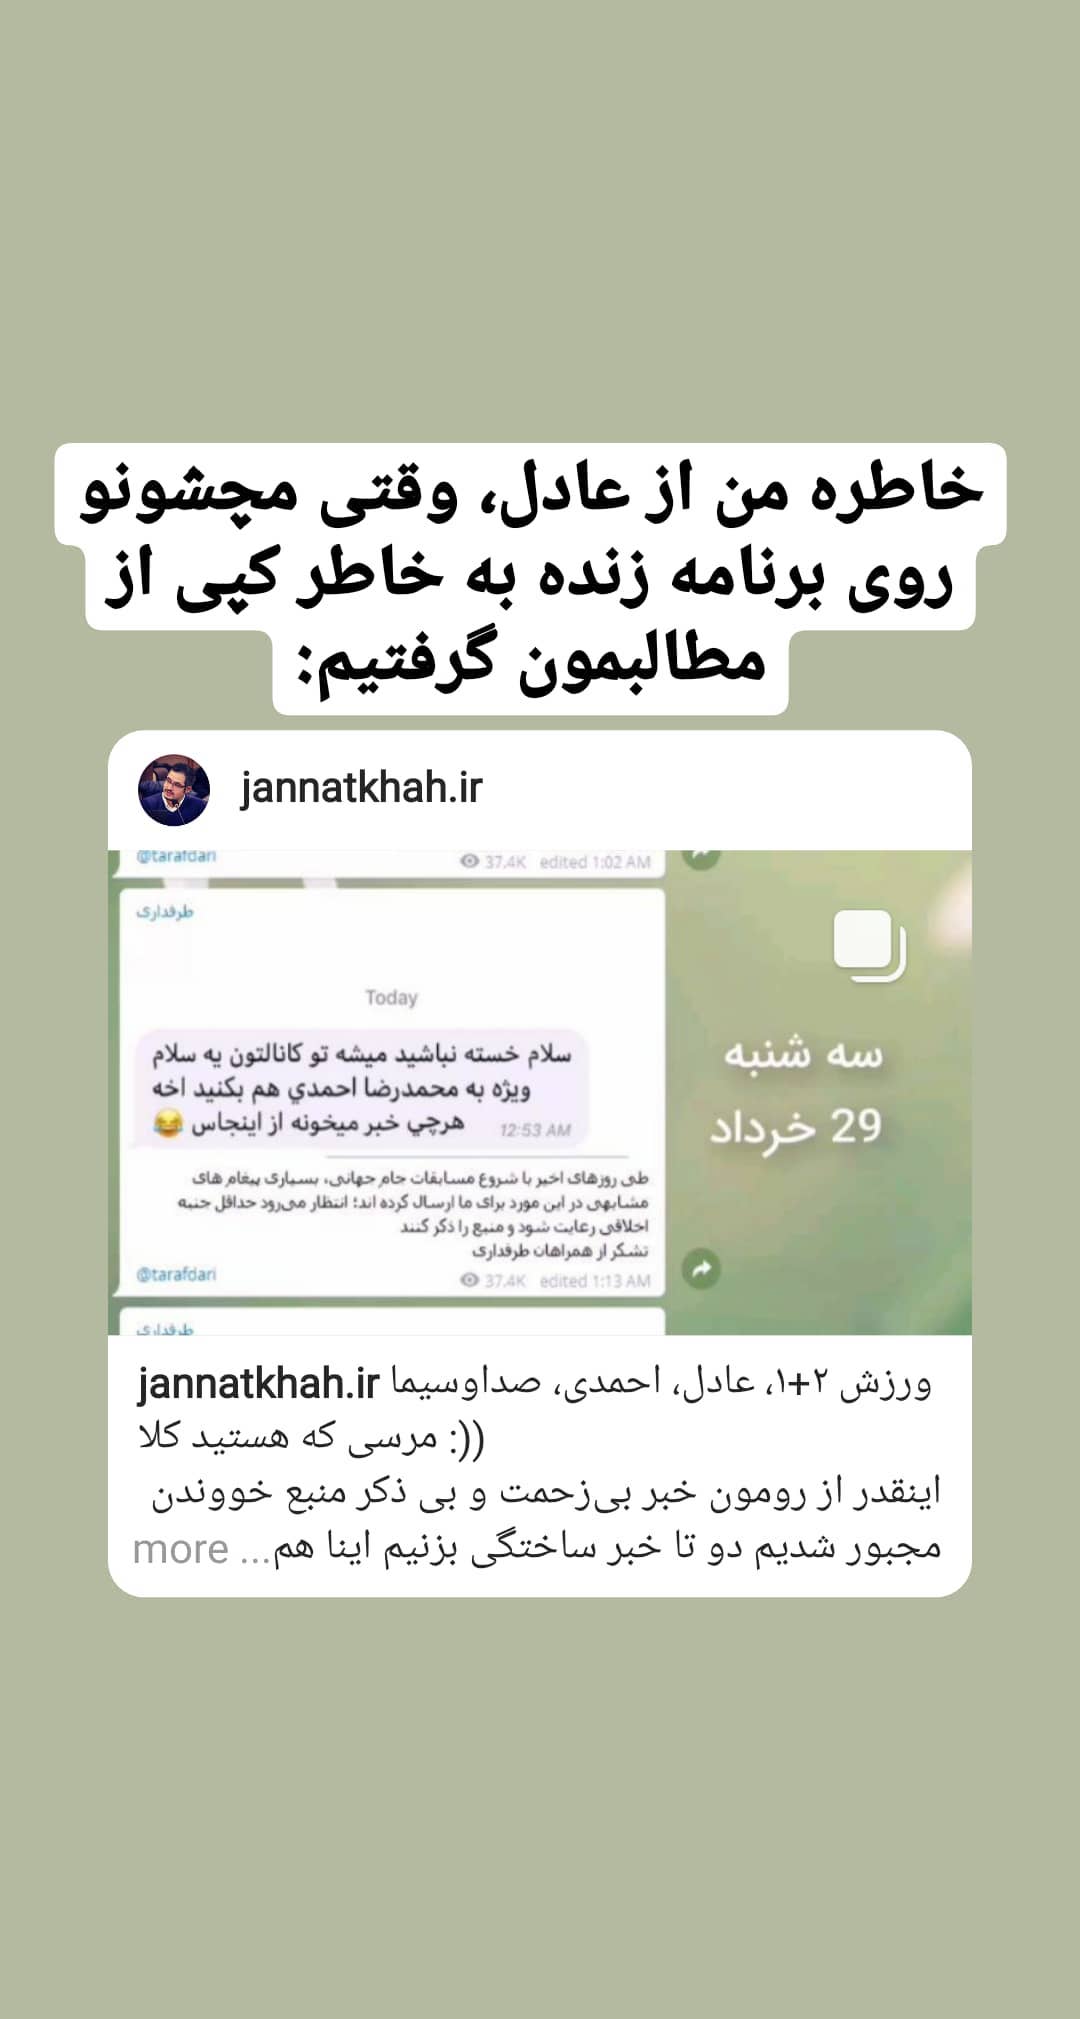 خاطره من از عادل، وقتی مچشونو
روی برنامه زنده به خاطر کپی از
مطالبمون گرفتیم:
jannatkhah.ir
@tarafdari
37.4K edited 1:02 AM
طرفداری
Today
سلام خسته نباشید میشه تو کانالتون یه سلام
ویژه به محمدرضا احمدي هم بکنید اخه
هرچي خبر میخونه از اینجاس 😂 12:53 AM
طی روزهای اخیر با شروع مسابقات جام جهانی، بسیاری پیغام های
مشابهی در این مورد برای ما ارسال کرده اند؛ انتظار می‌رود حداقل جنبه
اخلاقی رعایت شود و منبع را ذکر کنند
تشکر از همراهان طرفداری
@tarafdari
37.4K edited 1:13 AM
طرفداری
سه شنبه
29 خرداد
jannatkhah.ir ورزش ۲+۱، عادل، احمدی، صداوسیما
مرسی که هستید کلا :))
اینقدر از رومون خبر بی‌زحمت و بی ذکر منبع خووندن
مجبور شدیم دو تا خبر ساختگی بزنیم اینا هم... more